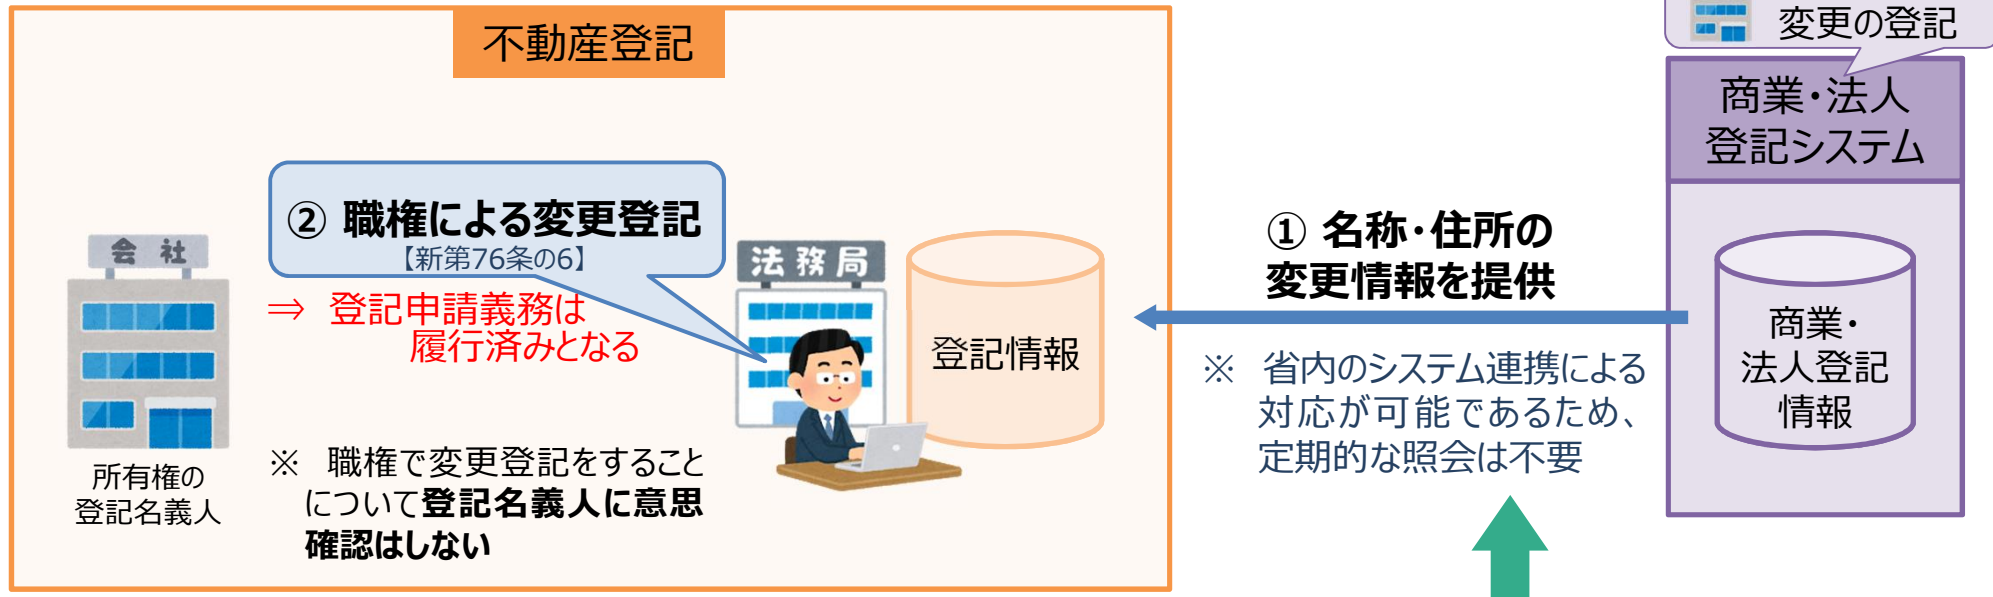 不動産登記
変更の登記
商業・法人
登記システム
② 職権による変更登記
【新第76条の6】
⇒ 登記申請義務は
履行済みとなる
会社
所有権の
登記名義人
※ 職権で変更登記をすること
について登記名義人に意思
確認はしない
法務局
登記情報
① 名称・住所の
変更情報を提供
※ 省内のシステム連携による
対応が可能であるため、
定期的な照会は不要
商業・
法人登記
情報